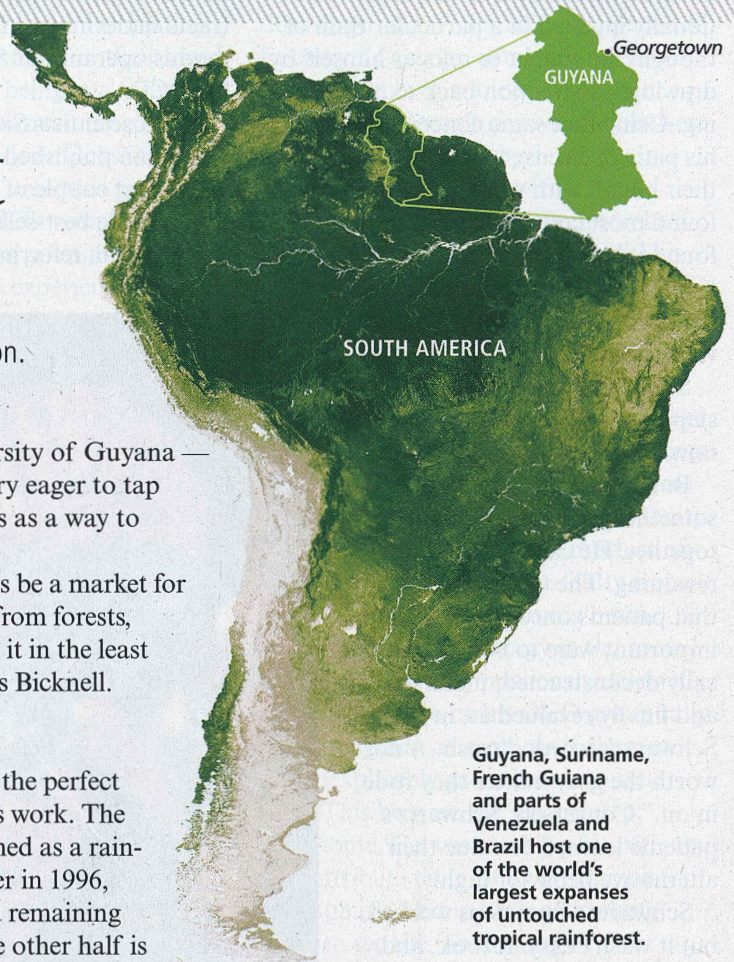 Georgetown
GUYANA
SOUTH AMERICA
on.
rsity of Guyana —
ry eager to tap
s as a way to
s be a market for
from forests,
it in the least
s Bicknell.
the perfect
s work. The
ned as a rain-
er in 1996,
remaining
e other half is
Guyana, Suriname,
French Guiana
and parts of
Venezuela and
Brazil host one
of the world's
largest expanses
of untouched
tropical rainforest.